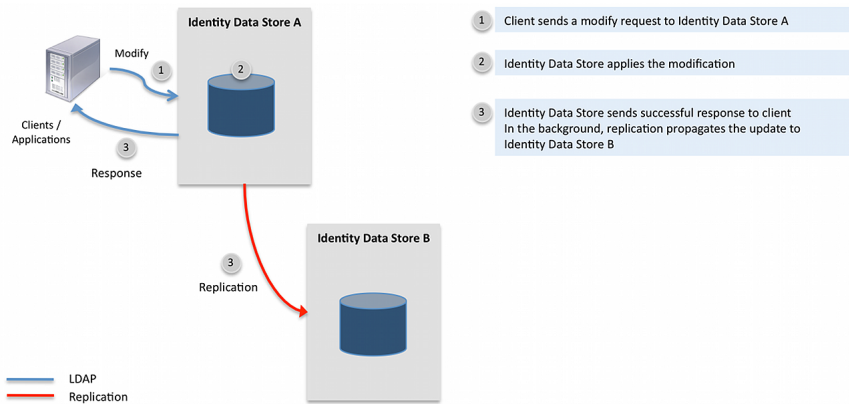 Identity Data Store A
Modify
1
2
Clients /
Applications
3
Response
1 Client sends a modify request to Identity Data Store A
2 Identity Data Store applies the modification
3 Identity Data Store sends successful response to client
In the background, replication propagates the update to
Identity Data Store B
Identity Data Store B
3
Replication
LDAP
Replication